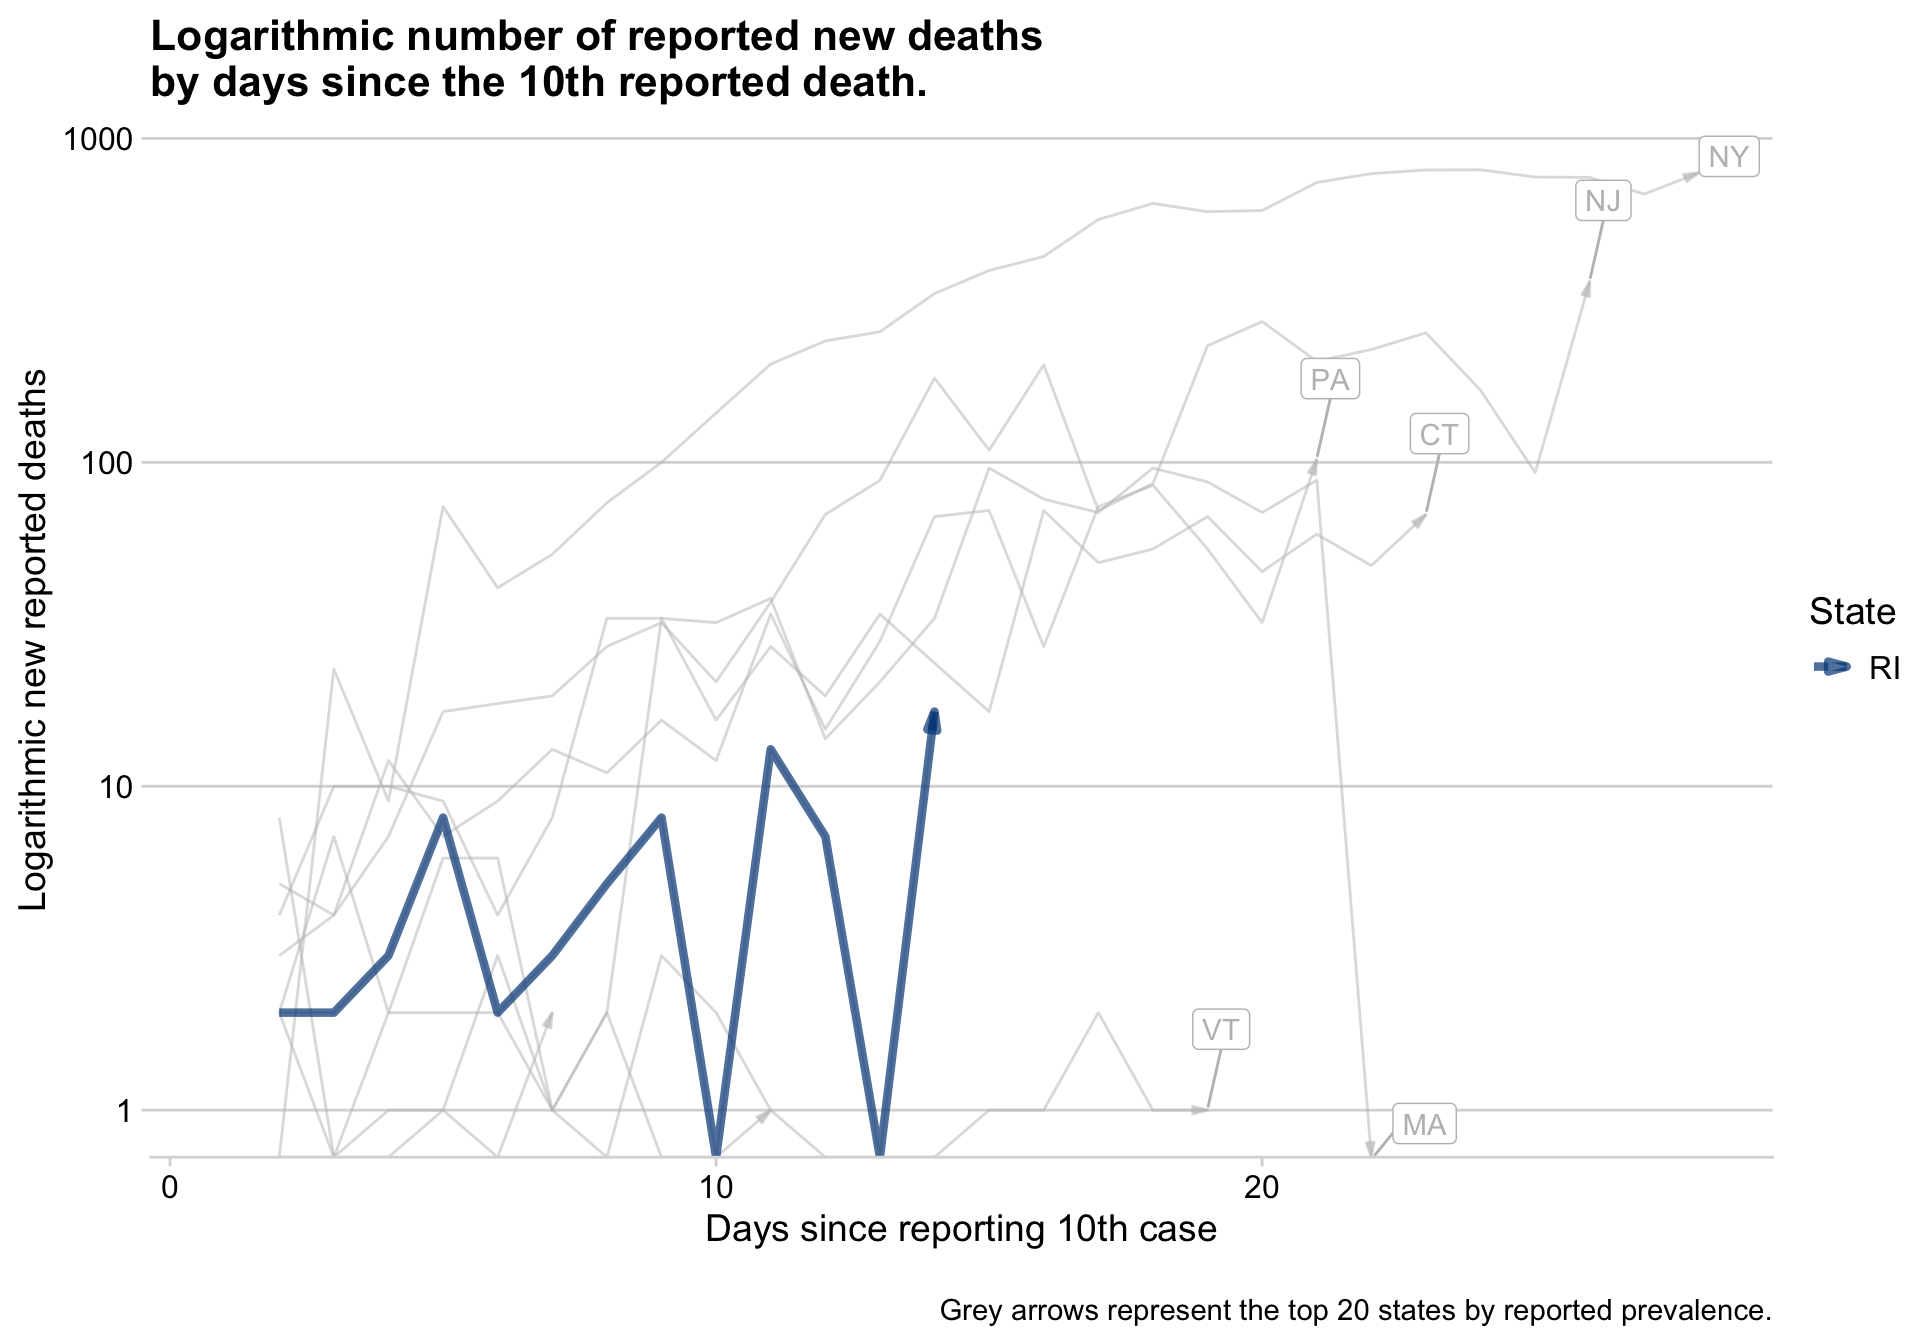 Logarithmic number of reported new deaths
by days since the 10th reported death.
1000
100
10
1
Logarithmic new reported deaths
NY
NJ
PA
CT
VT
MA
State
RI
0 10 20
Days since reporting 10th case
Grey arrows represent the top 20 states by reported prevalence.